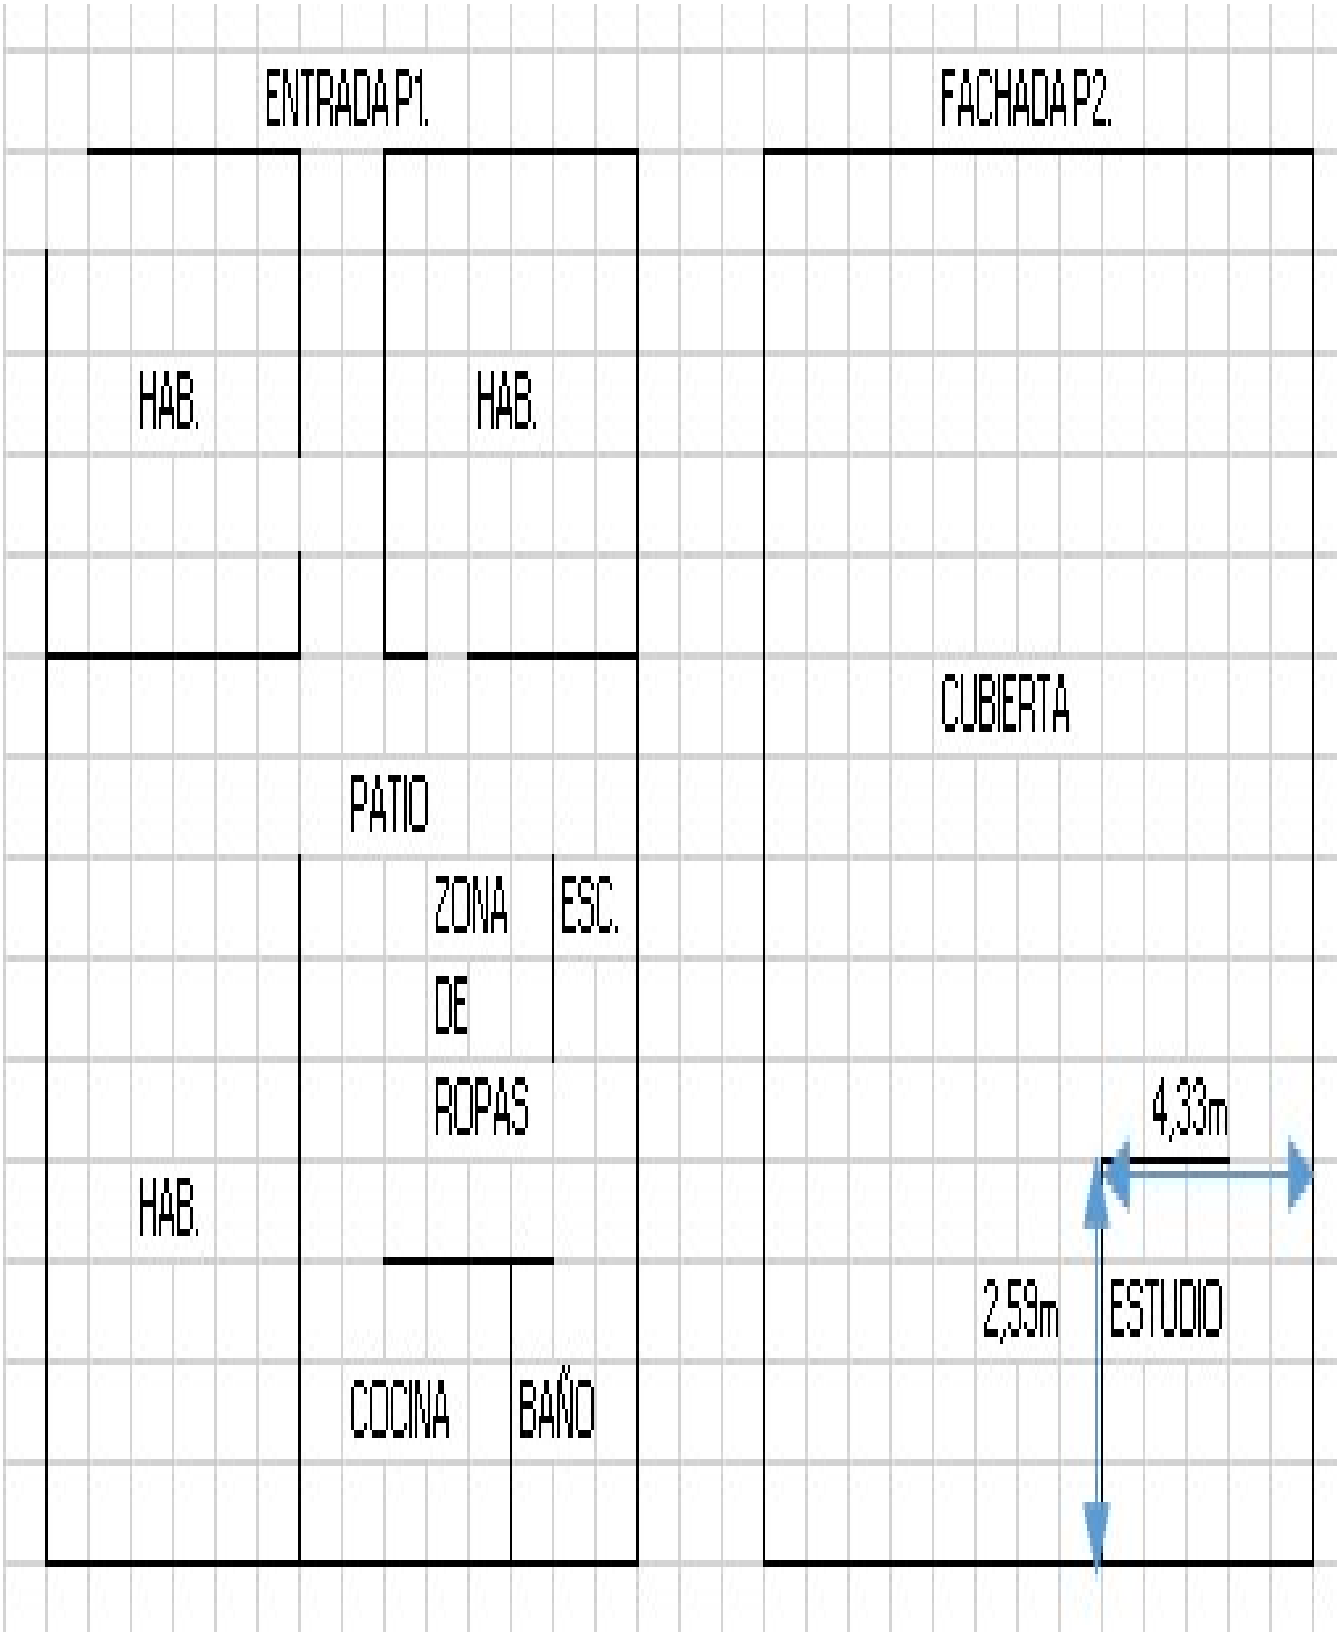 ENTRADA P1.
FACHADA P2.
HAB.
HAB.
CUBIERTA
PATIO
ZONA
DE
ROPAS
ESC.
4,33m
HAB.
2,59m
ESTUDIO
COCINA
BAÑO